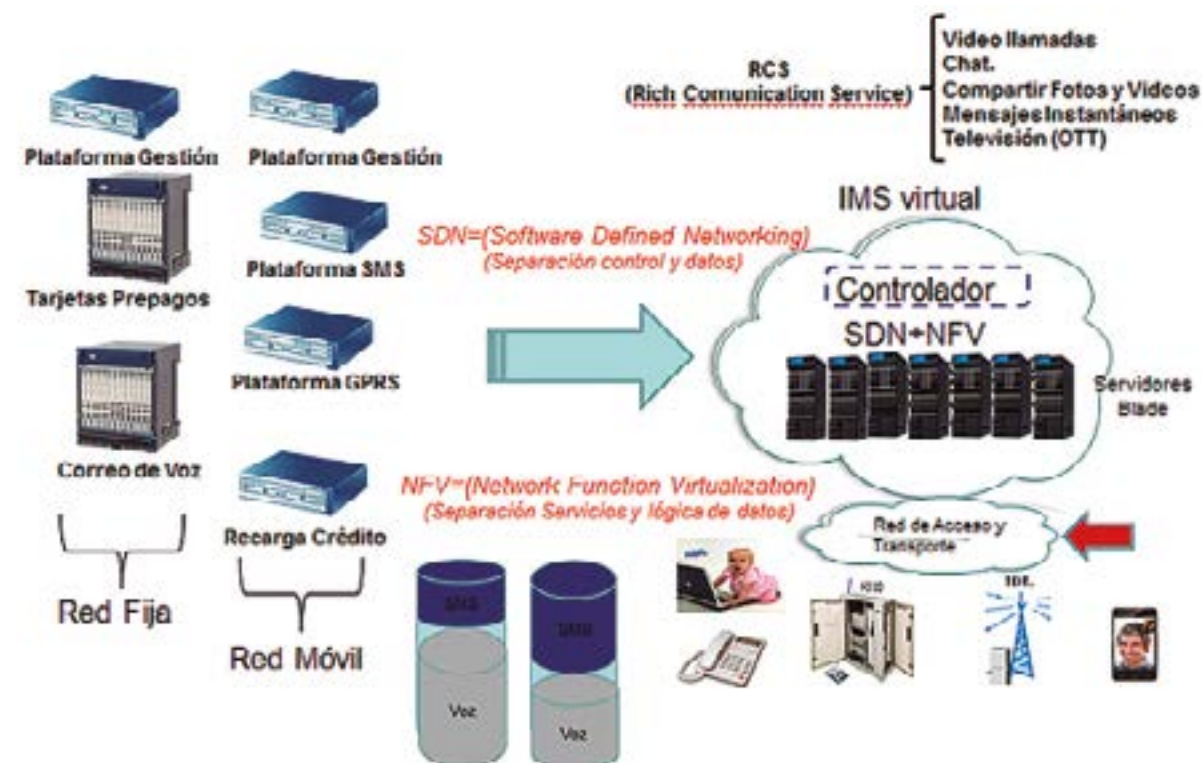 Video llamadas
Chat.
Compartir Fotos y Videos
Mensajes Instantáneos
Televisión (OTT)
RCS
(Rich Comunication Service)
Plataforma Gestión
Plataforma Gestión
Tarjetas Prepagos
Plataforma SMS
Plataforma GPRS
Correo de Voz
Recarga Crédito
Red Fija
Red Móvil
SDN=(Software Defined Networking)
(Separación control y datos)
NFV=(Network Function Virtualization)
(Separación Servicios y lógica de datos)
IMS virtual
Controlador
SDN+NFV
Servidores
Blade
Red de Acceso y
Transporte
SMS
SMS
Voz
Voz